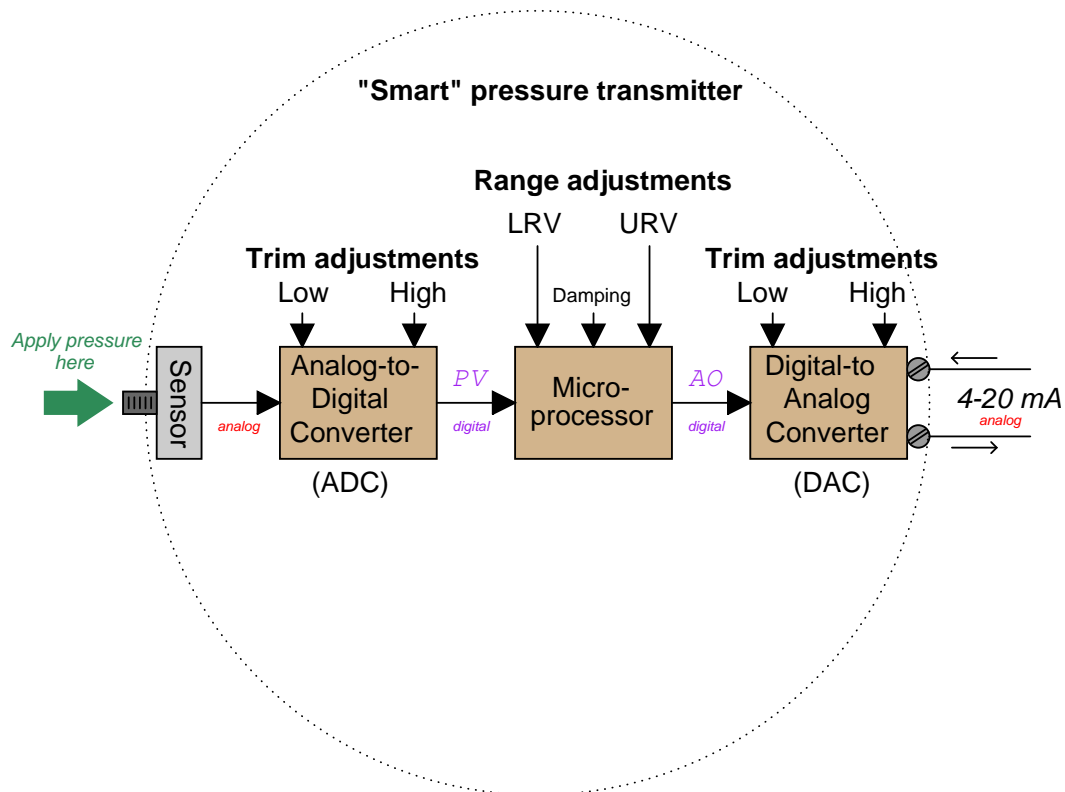 "Smart" pressure transmitter
Range adjustments
LRV URV
Trim adjustments
Low High
Damping
Trim adjustments
Low High
Apply pressure
here
Sensor
analog
Analog-to-
Digital
Converter
(ADC)
PV
digital
Micro-
processor
AO
digital
Digital-to
Analog
Converter
(DAC)
4-20 mA
analog